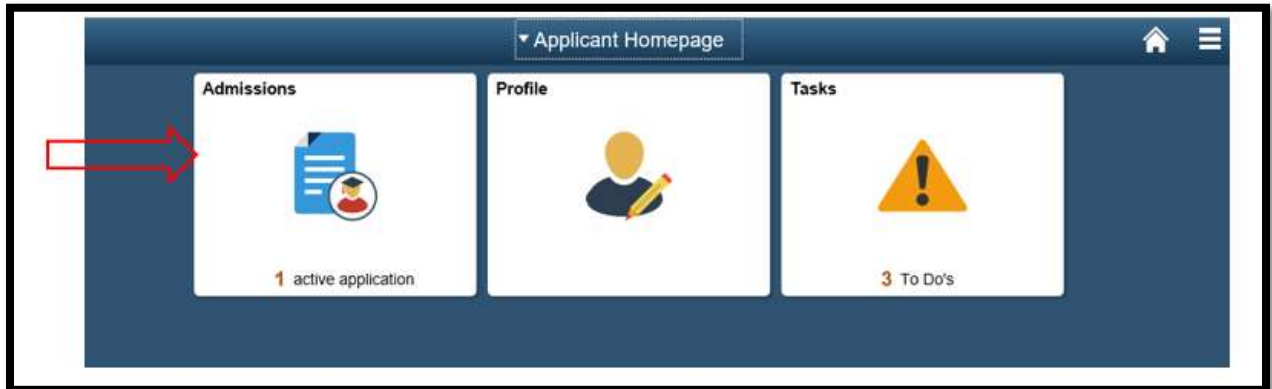 Applicant Homepage
Admissions
1 active application
Profile
Tasks
3 To Do's